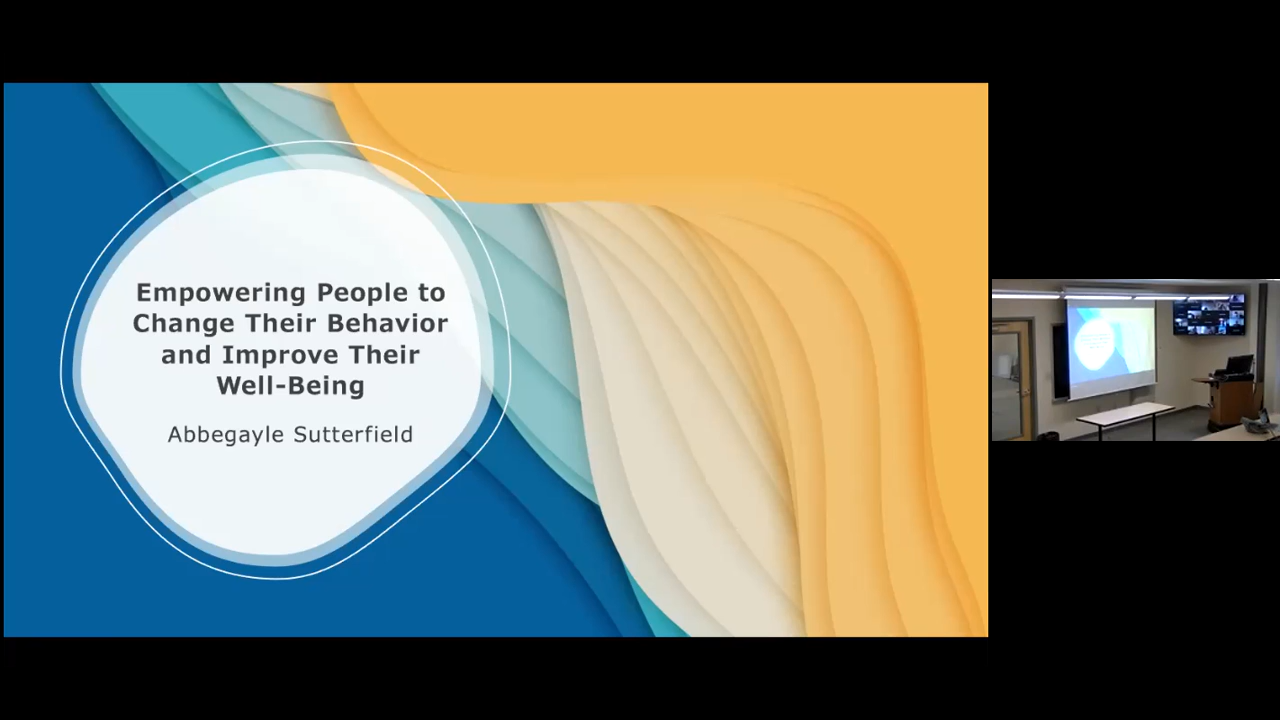 Empowering People to
Change Their Behavior
and Improve Their
Well-Being
Abbegayle Sutterfield